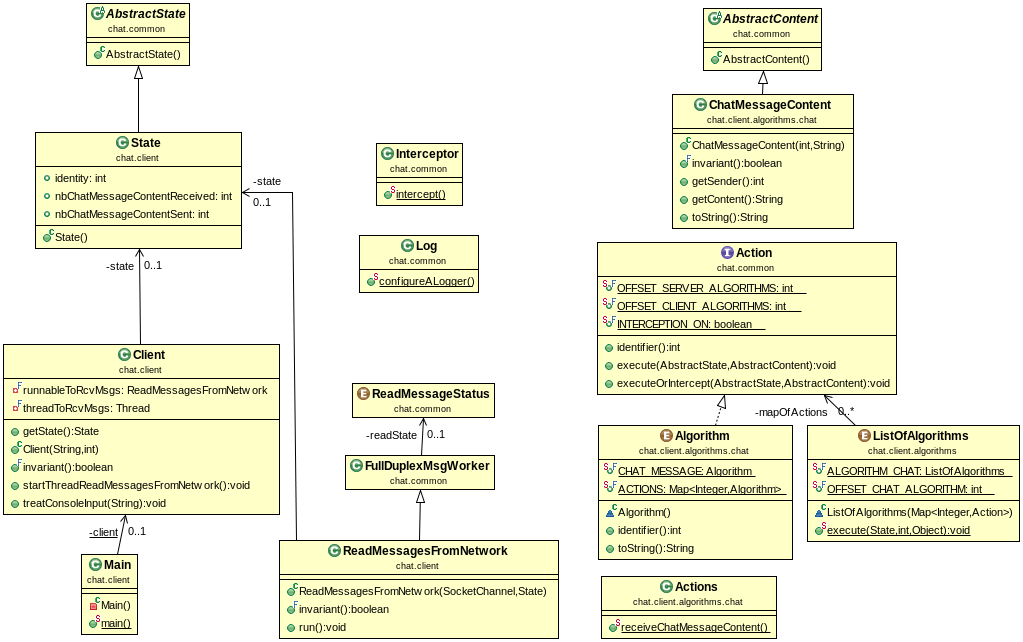 AbstractState
chat.common
AbstractState()
State
chat.client
identity: int
nbChatMessageContentReceived: int
nbChatMessageContentSent: int
State()
-state
0..1
-state
0..1
Client
chat.client
runnableToRcvMsgs: ReadMessagesFromNetwork
threadToRcvMsgs: Thread
getState():State
Client(String,int)
invariant():boolean
startThreadReadMessagesFromNetwork():void
treatConsoleInput(String):void
-client
0..1
Main
chat.client
Main()
main()
Interceptor
chat.common
intercept()
Log
chat.common
configureALogger()
ReadMessageStatus
chat.common
-readState
0..1
FullDuplexMsgWorker
chat.common
ReadMessagesFromNetwork
chat.client
ReadMessagesFromNetwork(SocketChannel,State)
invariant():boolean
run():void
AbstractContent
chat.common
AbstractContent()
ChatMessageContent
chat.client.algorithms.chat
ChatMessageContent(int,String)
invariant():boolean
getSender():int
getContent():String
toString():String
Action
chat.common
OFFSET_SERVER_ALGORITHMS: int
OFFSET_CLIENT_ALGORITHMS: int
INTERCEPTION_ON: boolean
identifier():int
execute(AbstractState,AbstractContent):void
executeOrIntercept(AbstractState,AbstractContent):void
-mapOfActions
0..*
Algorithm
chat.client.algorithms.chat
CHAT_MESSAGE: Algorithm
ACTIONS: Map<Integer,Algorithm>
Algorithm()
identifier():int
toString():String
ListOfAlgorithms
chat.client.algorithms
ALGORITHM_CHAT: ListOfAlgorithms
OFFSET_CHAT_ALGORITHM: int
ListOfAlgorithms(Map<Integer,Action>)
execute(State,int,Object):void
Actions
chat.client.algorithms.chat
receiveChatMessageContent()